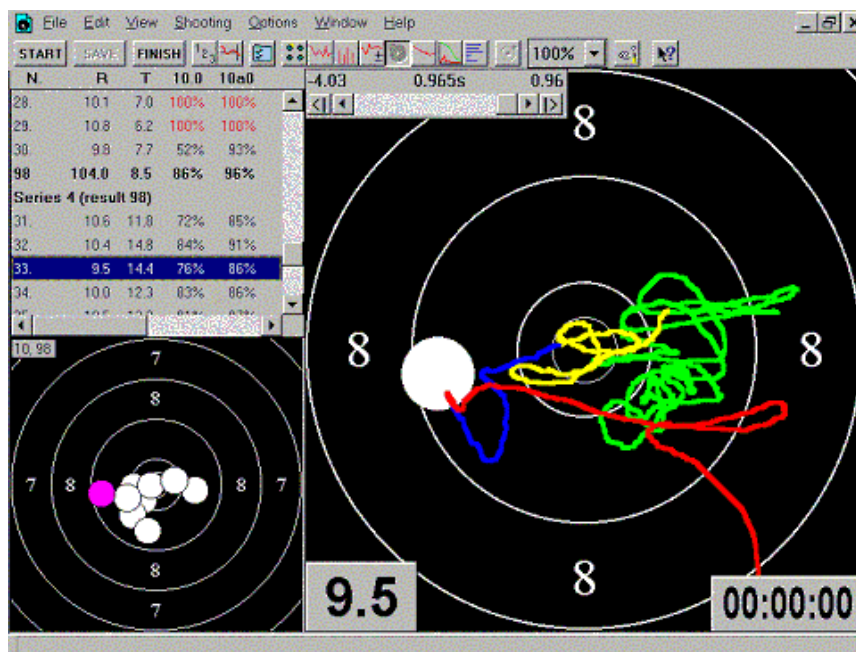 File Edit View Shooting Options Window Help
START SAVE FINISH 1 2 3 100%
N. R T 10.0 10a0
28. 10.1 7.0 100% 100%
29. 10.8 6.2 100% 100%
30. 9.9 7.7 52% 93%
98 104.0 8.5 86% 96%
Series 4 (result 98)
31. 10.6 11.8 72% 85%
32. 10.4 14.8 84% 91%
33. 9.5 14.4 76% 86%
34. 10.0 12.3 83% 86%
-4.03 0.965s 0.96
8
8 8
8
9.5
00:00:00
10, 98
7
8
7 8 8 7
8
7